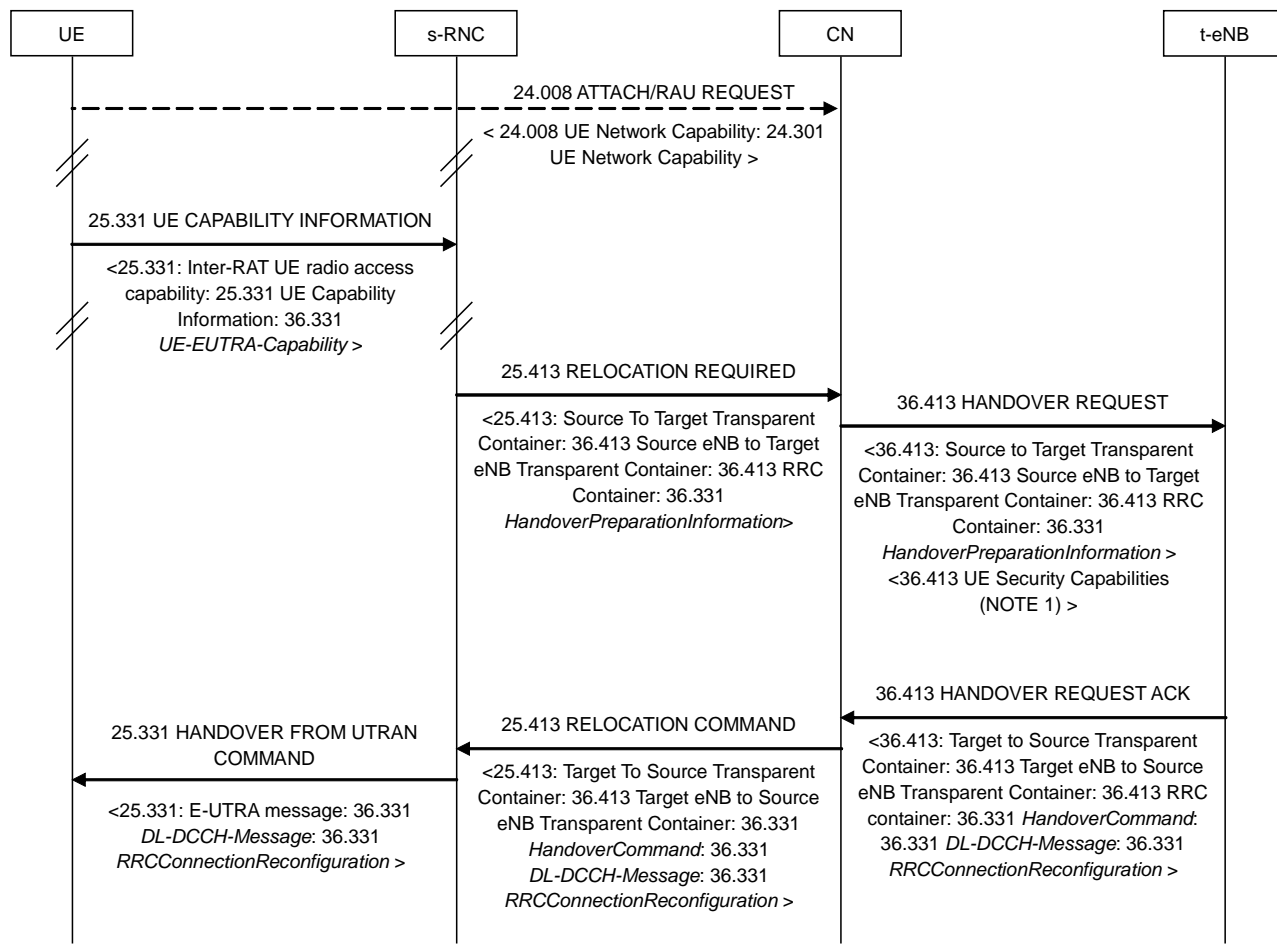 UE
s-RNC
CN
t-eNB
24.008 ATTACH/RAU REQUEST
< 24.008 UE Network Capability: 24.301
UE Network Capability >
25.331 UE CAPABILITY INFORMATION
<25.331: Inter-RAT UE radio access
capability: 25.331 UE Capability
Information: 36.331
UE-EUTRA-Capability >
25.413 RELOCATION REQUIRED
<25.413: Source To Target Transparent
Container: 36.413 Source eNB to Target
eNB Transparent Container: 36.413 RRC
Container: 36.331
HandoverPreparationInformation>
36.413 HANDOVER REQUEST
<36.413: Source to Target Transparent
Container: 36.413 Source eNB to Target
eNB Transparent Container: 36.413 RRC
Container: 36.331
HandoverPreparationInformation >
<36.413 UE Security Capabilities
(NOTE 1) >
36.413 HANDOVER REQUEST ACK
<36.413: Target to Source Transparent
Container: 36.413 Target eNB to Source
eNB Transparent Container: 36.413 RRC
container: 36.331 HandoverCommand:
36.331 DL-DCCH-Message: 36.331
RRCConnectionReconfiguration >
25.413 RELOCATION COMMAND
<25.413: Target To Source Transparent
Container: 36.413 Target eNB to Source
eNB Transparent Container: 36.331
HandoverCommand: 36.331
DL-DCCH-Message: 36.331
RRCConnectionReconfiguration >
25.331 HANDOVER FROM UTRAN
COMMAND
<25.331: E-UTRA message: 36.331
DL-DCCH-Message: 36.331
RRCConnectionReconfiguration >